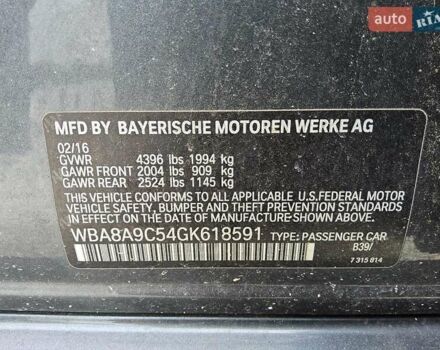 auto RIA
MFD BY BAYERISCHE MOTOREN WERKE AG
02/16
GVWR 4396 lbs 1994 kg
GAWR FRONT 2004 lbs 909 kg
GAWR REAR 2524 lbs 1145 kg
THIS VEHICLE CONFORMS TO ALL APPLICABLE U.S.FEDERAL MOTOR
VEHICLE SAFETY, BUMPER AND THEFT PREVENTION STANDARDS IN
EFFECT ON THE DATE OF MANUFACTURE SHOWN ABOVE.
WBA8A9C54GK618591 TYPE: PASSENGER CAR
B39/
7 315 814